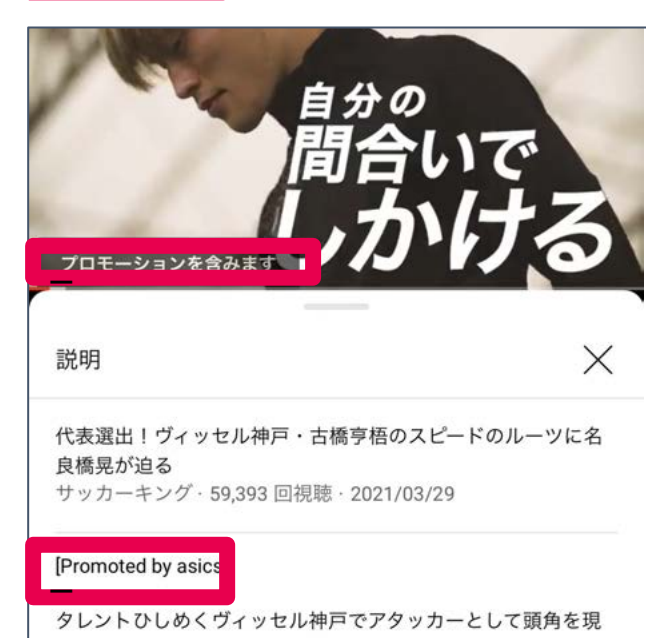 自分の
間合いで
しかける
プロモーションを含みます
説明
代表選出！ヴィッセル神戸・古橋亨梧のスピードのルーツに名
良橋晃が迫る
サッカーキング · 59,393 回視聴 · 2021/03/29
[Promoted by asics
タレントひしめくヴィッセル神戸でアタッカーとして頭角を現